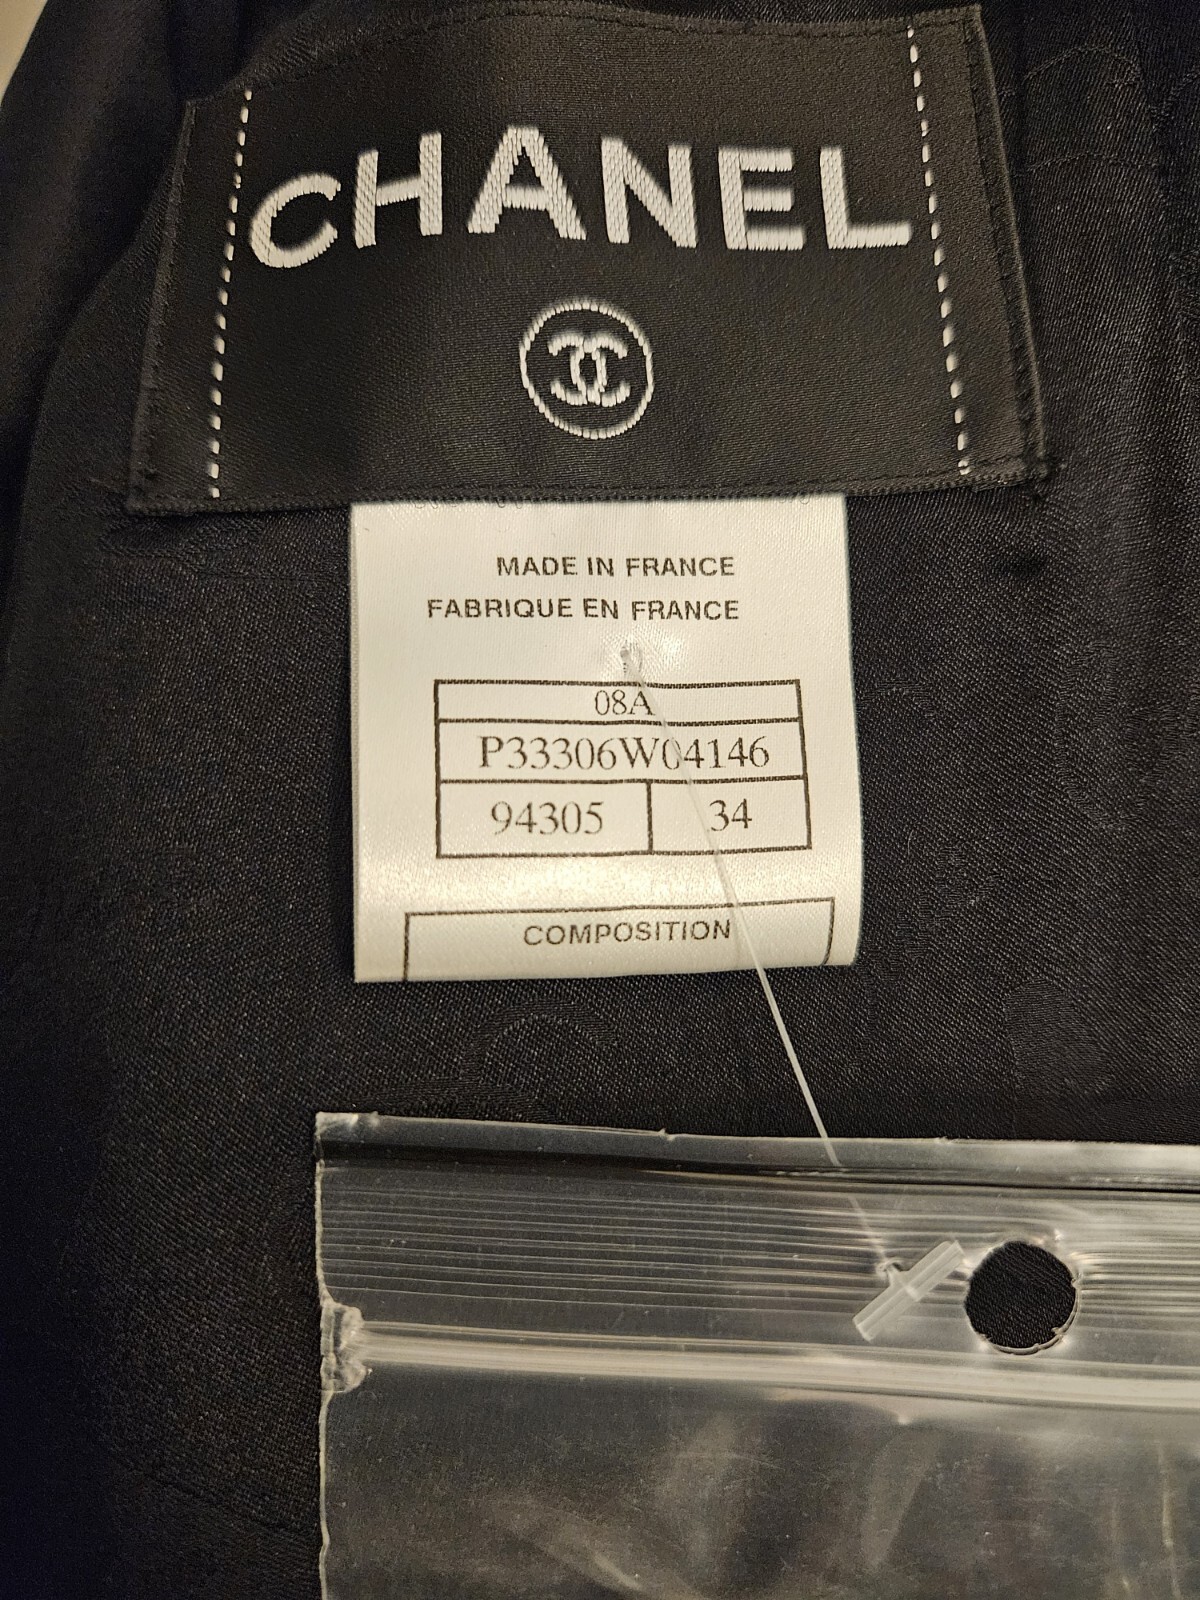 CHANEL
MADE IN FRANCE
FABRIQUE EN FRANCE
08A
P33306W04146
94305 34
COMPOSITION